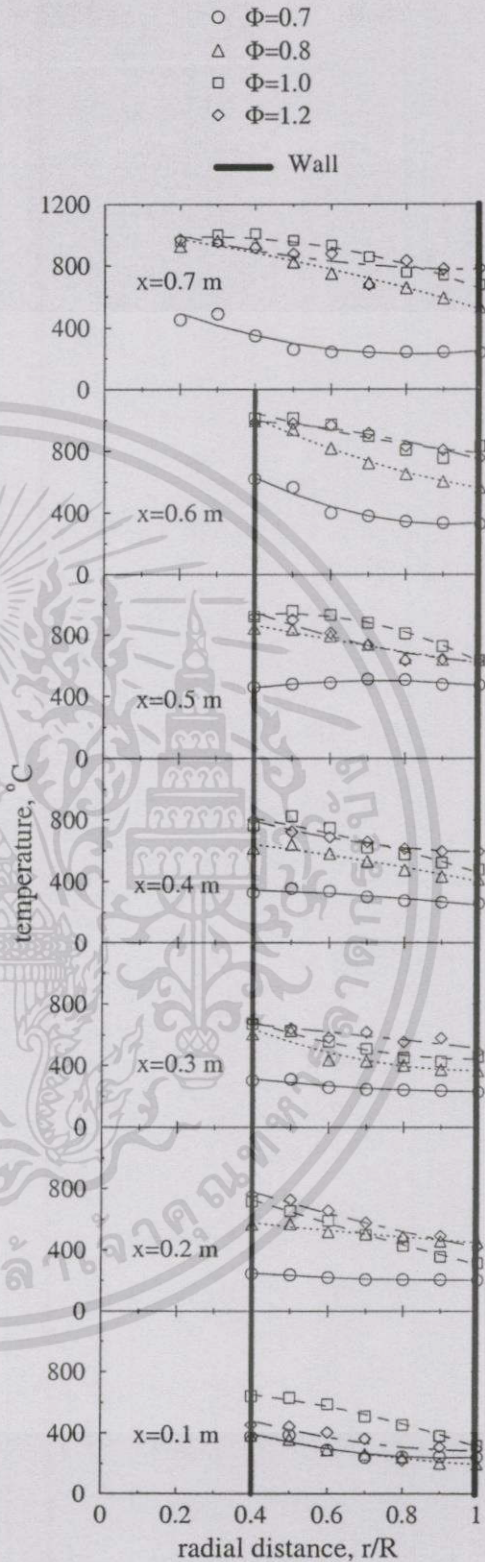 Φ=0.7
Φ=0.8
Φ=1.0
Φ=1.2
Wall
1200
800
400
0
x=0.7 m
800
400
0
x=0.6 m
800
400
0
x=0.5 m
800
400
0
x=0.4 m
800
400
0
x=0.3 m
800
400
0
x=0.2 m
800
400
0
x=0.1 m
temperature, °C
0
0.2
0.4
0.6
0.8
1
radial distance, r/R